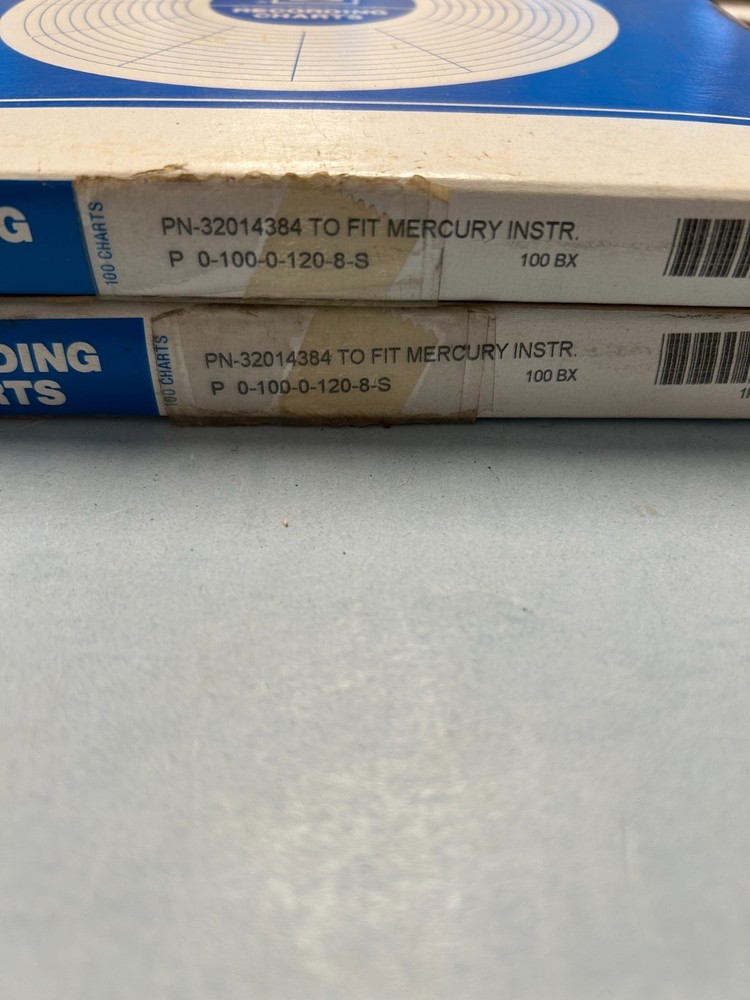 RECORDING
CHARTS
G
100 CHARTS
PN-32014384 TO FIT MERCURY INSTR.
P 0-100-0-120-8-S
100 BX
DING
RTS
100 CHARTS
PN-32014384 TO FIT MERCURY INSTR.
P 0-100-0-120-8-S
100 BX